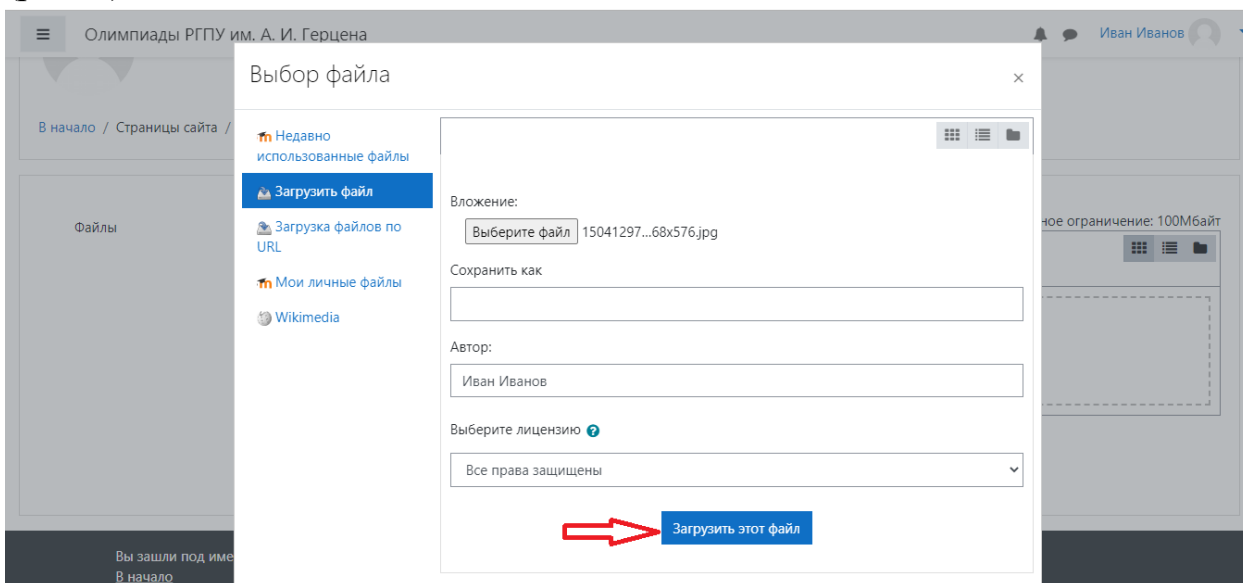 Олимпиады РГПУ им. А. И. Герцена
Иван Иванов
Выбор файла
×
В начало / Страницы сайта /
Недавно
использованные файлы
Загрузить файл
Загрузка файлов по
URL
Мои личные файлы
Wikimedia
Файлы
Вложение:
Выберите файл 15041297...68x576.jpg
Сохранить как
Автор:
Иван Иванов
Выберите лицензию
Все права защищены
Загрузить этот файл
ное ограничение: 100Мбайт
Вы зашли под име
В начало